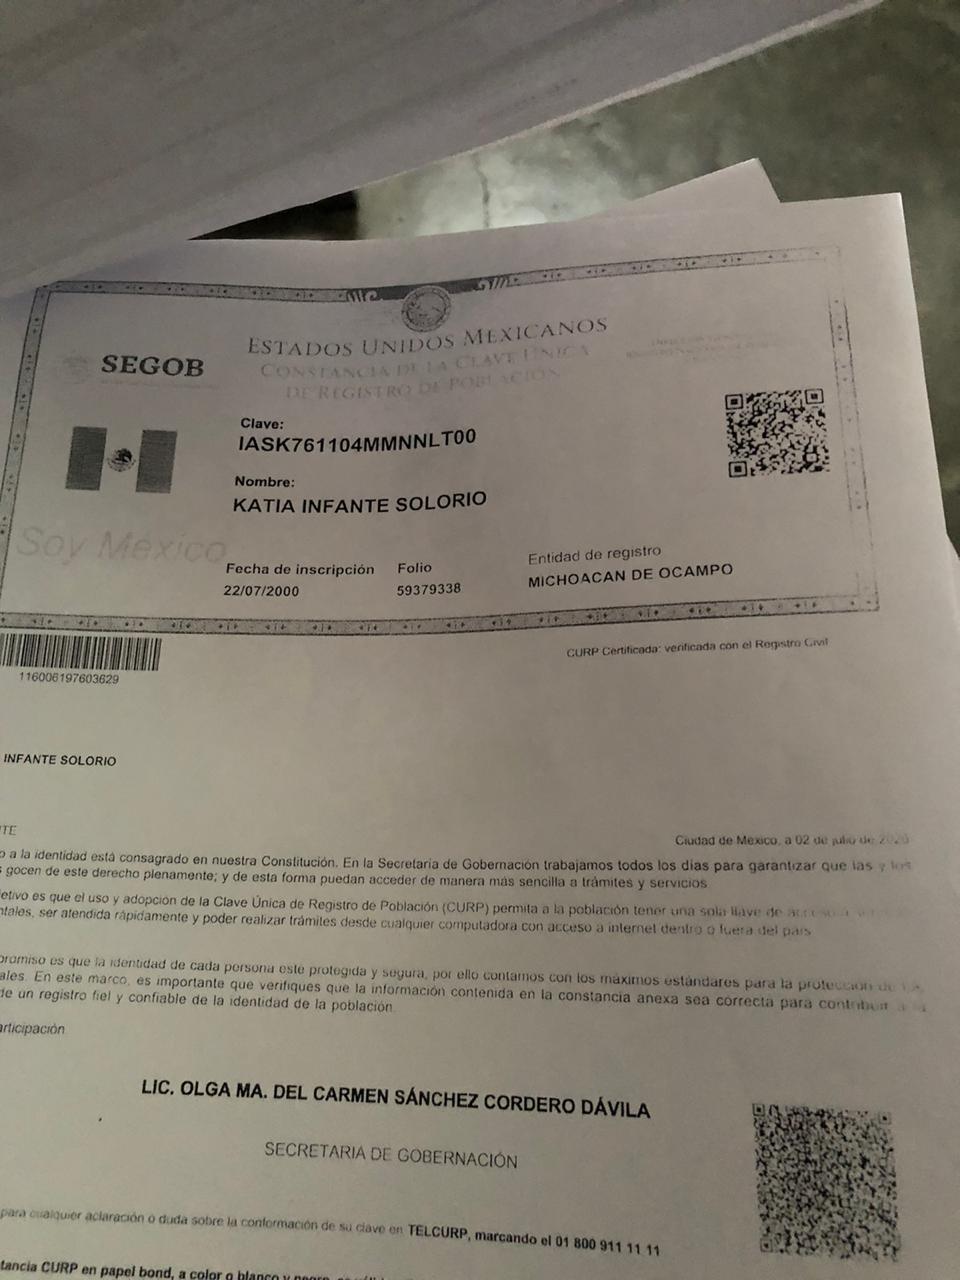 ESTADOS UNIDOS MEXICANOS
CONSTANCIA DE LA CLAVE ÚNICA
DE REGISTRO DE POBLACIÓN
SEGOB
Clave:
IASK761104MMNNLT00
Nombre:
KATIA INFANTE SOLORIO
Soy México
Fecha de inscripción Folio Entidad de registro
22/07/2000 59379338 MICHOACAN DE OCAMPO
CURP Certificada: verificada con el Registro Civil
116006197603629
INFANTE SOLORIO
TE
Ciudad de México, a 02 de julio de
o a la identidad está consagrado en nuestra Constitución. En la Secretaría de Gobernación trabajamos todos los días para garantizar que las y los
gocen de este derecho plenamente; y de esta forma puedan acceder de manera más sencilla a trámites y servicios
etivo es que el uso y adopción de la Clave Única de Registro de Población (CURP) permita a la población tener una sola llave de
ntales, ser atendida rápidamente y poder realizar trámites desde cualquier computadora con acceso a internet dentro o fuera del país
promiso es que la identidad de cada persona esté protegida y segura, por ello contamos con los máximos estándares para la protección de
ales. En este marco, es importante que verifiques que la información contenida en la constancia anexa sea correcta para contribuir a la
de un registro fiel y confiable de la identidad de la población
articipación
LIC. OLGA MA. DEL CARMEN SÁNCHEZ CORDERO DÁVILA
SECRETARIA DE GOBERNACIÓN
para cualquier aclaración o duda sobre la conformación de su clave en TELCURP, marcando el 01 800 911 11 11
tancia CURP en papel bond, a color o blanco y negro,